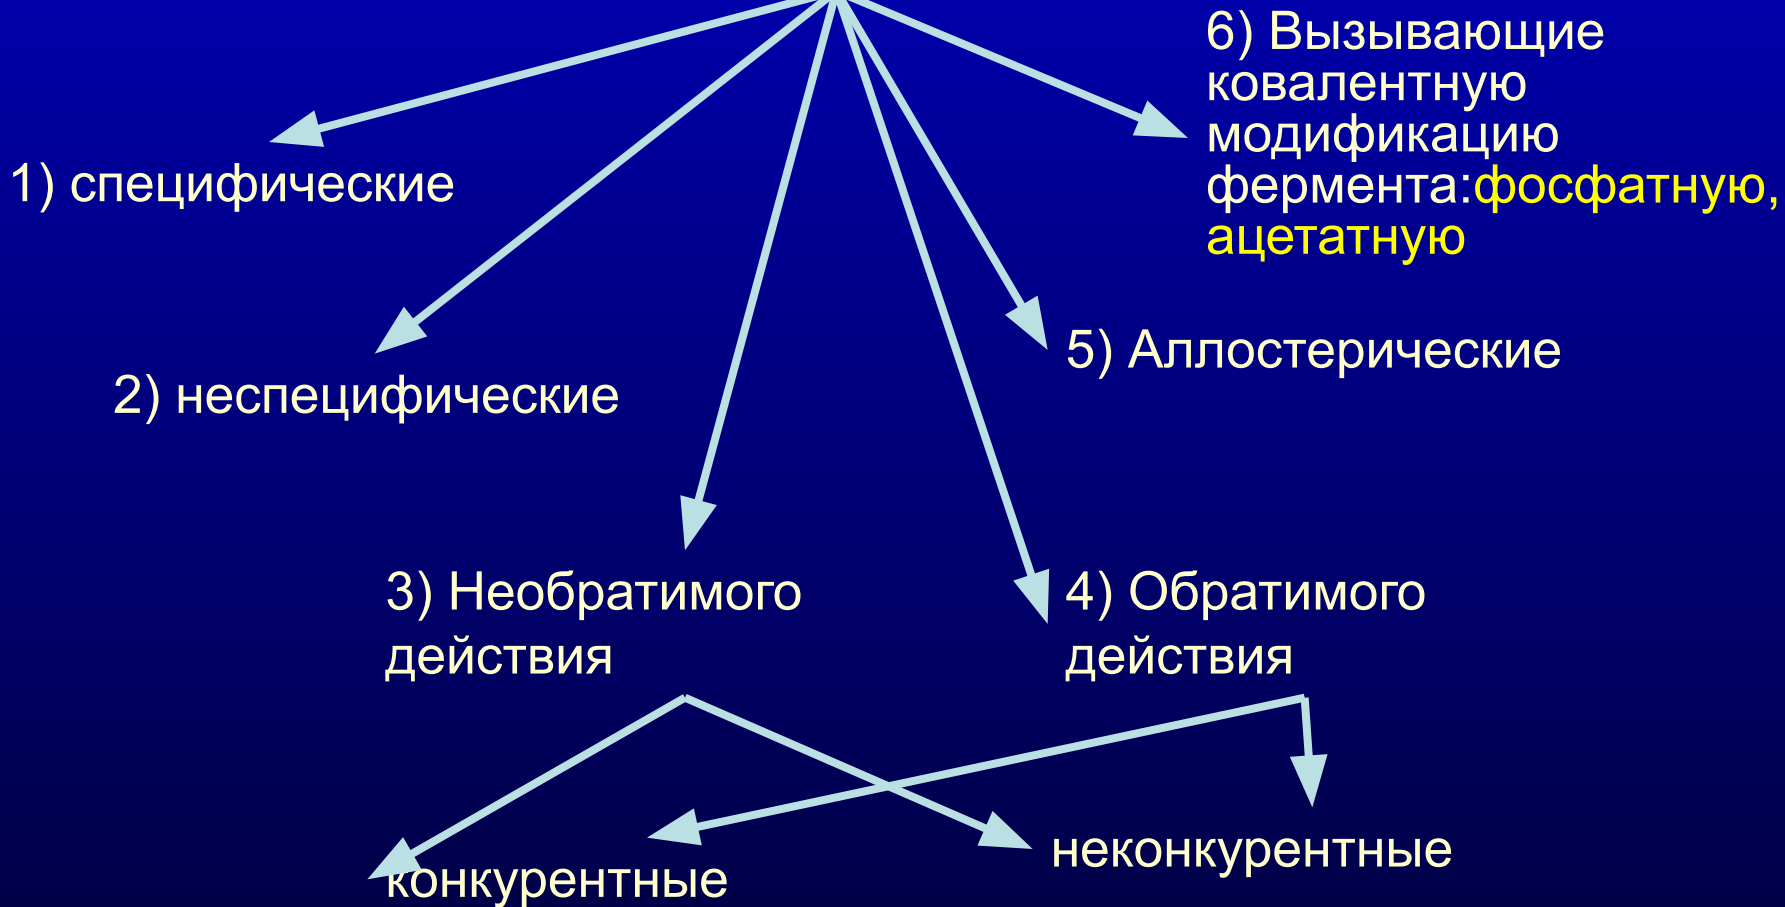 6) Вызывающие
ковалентную
модификацию
фермента:фосфатную,
ацетатную
1) специфические
5) Аллостерические
2) неспецифические
3) Необратимого
действия
4) Обратимого
действия
неконкурентные
конкурентные